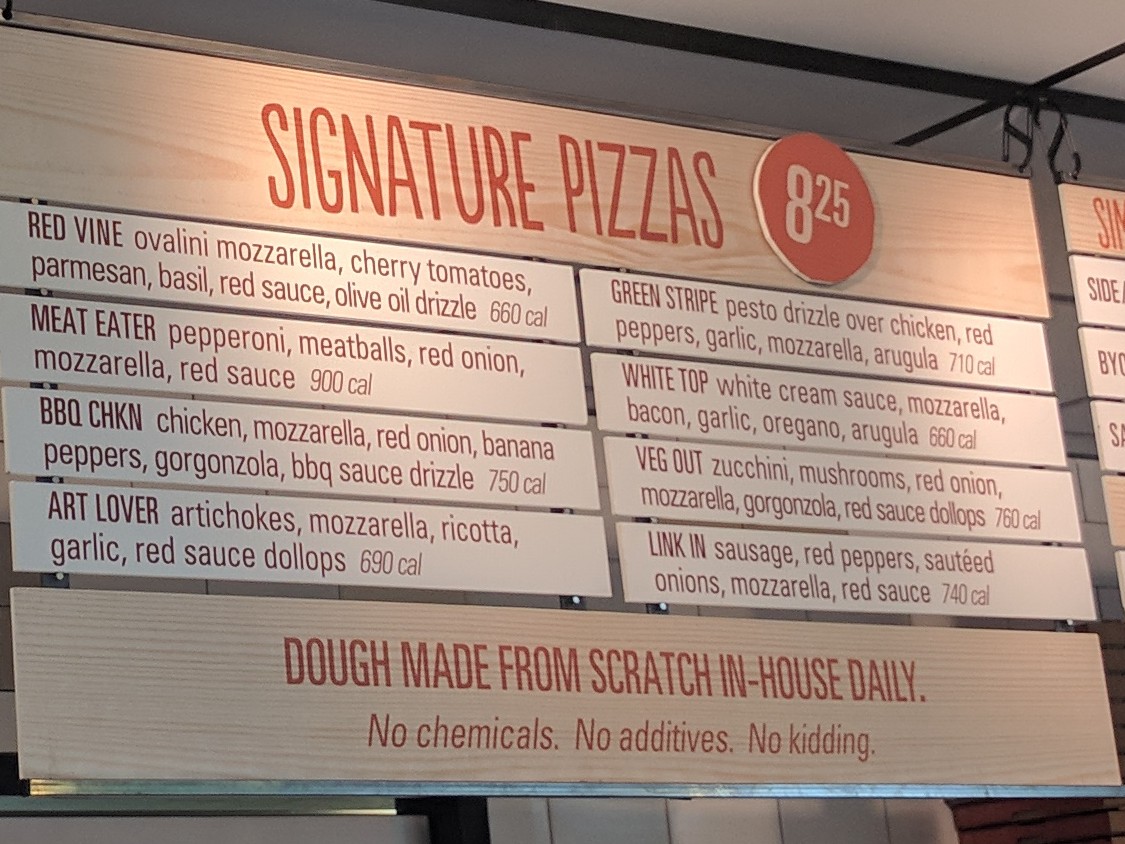 SIGNATURE PIZZAS 8 25
RED VINE ovalini mozzarella, cherry tomatoes,
parmesan, basil, red sauce, olive oil drizzle 660 cal
MEAT EATER pepperoni, meatballs, red onion,
mozzarella, red sauce 900 cal
BBQ CHKN chicken, mozzarella, red onion, banana
peppers, gorgonzola, bbq sauce drizzle 750 cal
ART LOVER artichokes, mozzarella, ricotta,
garlic, red sauce dollops 690 cal
GREEN STRIPE pesto drizzle over chicken, red
peppers, garlic, mozzarella, arugula 710 cal
WHITE TOP white cream sauce, mozzarella,
bacon, garlic, oregano, arugula 660 cal
VEG OUT zucchini, mushrooms, red onion,
mozzarella, gorgonzola, red sauce dollops 760 cal
LINK IN sausage, red peppers, sautéed
onions, mozzarella, red sauce 740 cal
DOUGH MADE FROM SCRATCH IN-HOUSE DAILY.
No chemicals. No additives. No kidding.
SIDE